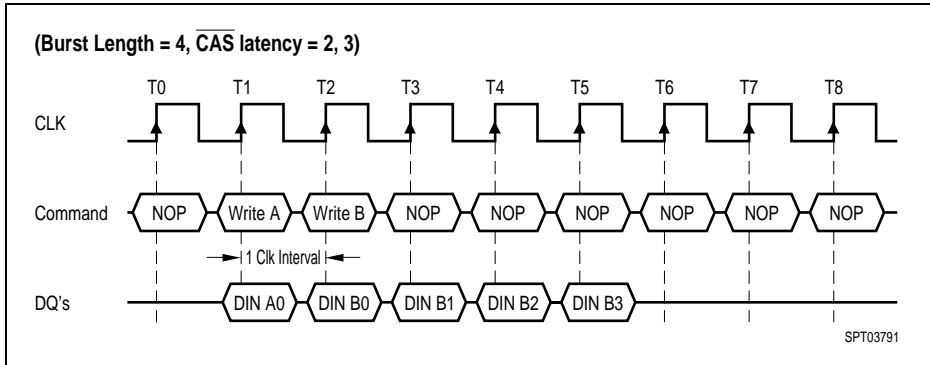 (Burst Length = 4, CAS latency = 2, 3)
T0 T1 T2 T3 T4 T5 T6 T7 T8
CLK
Command NOP Write A Write B NOP NOP NOP NOP NOP NOP
1 Clk Interval
DQ's DIN A0 DIN B0 DIN B1 DIN B2 DIN B3
SPT03791